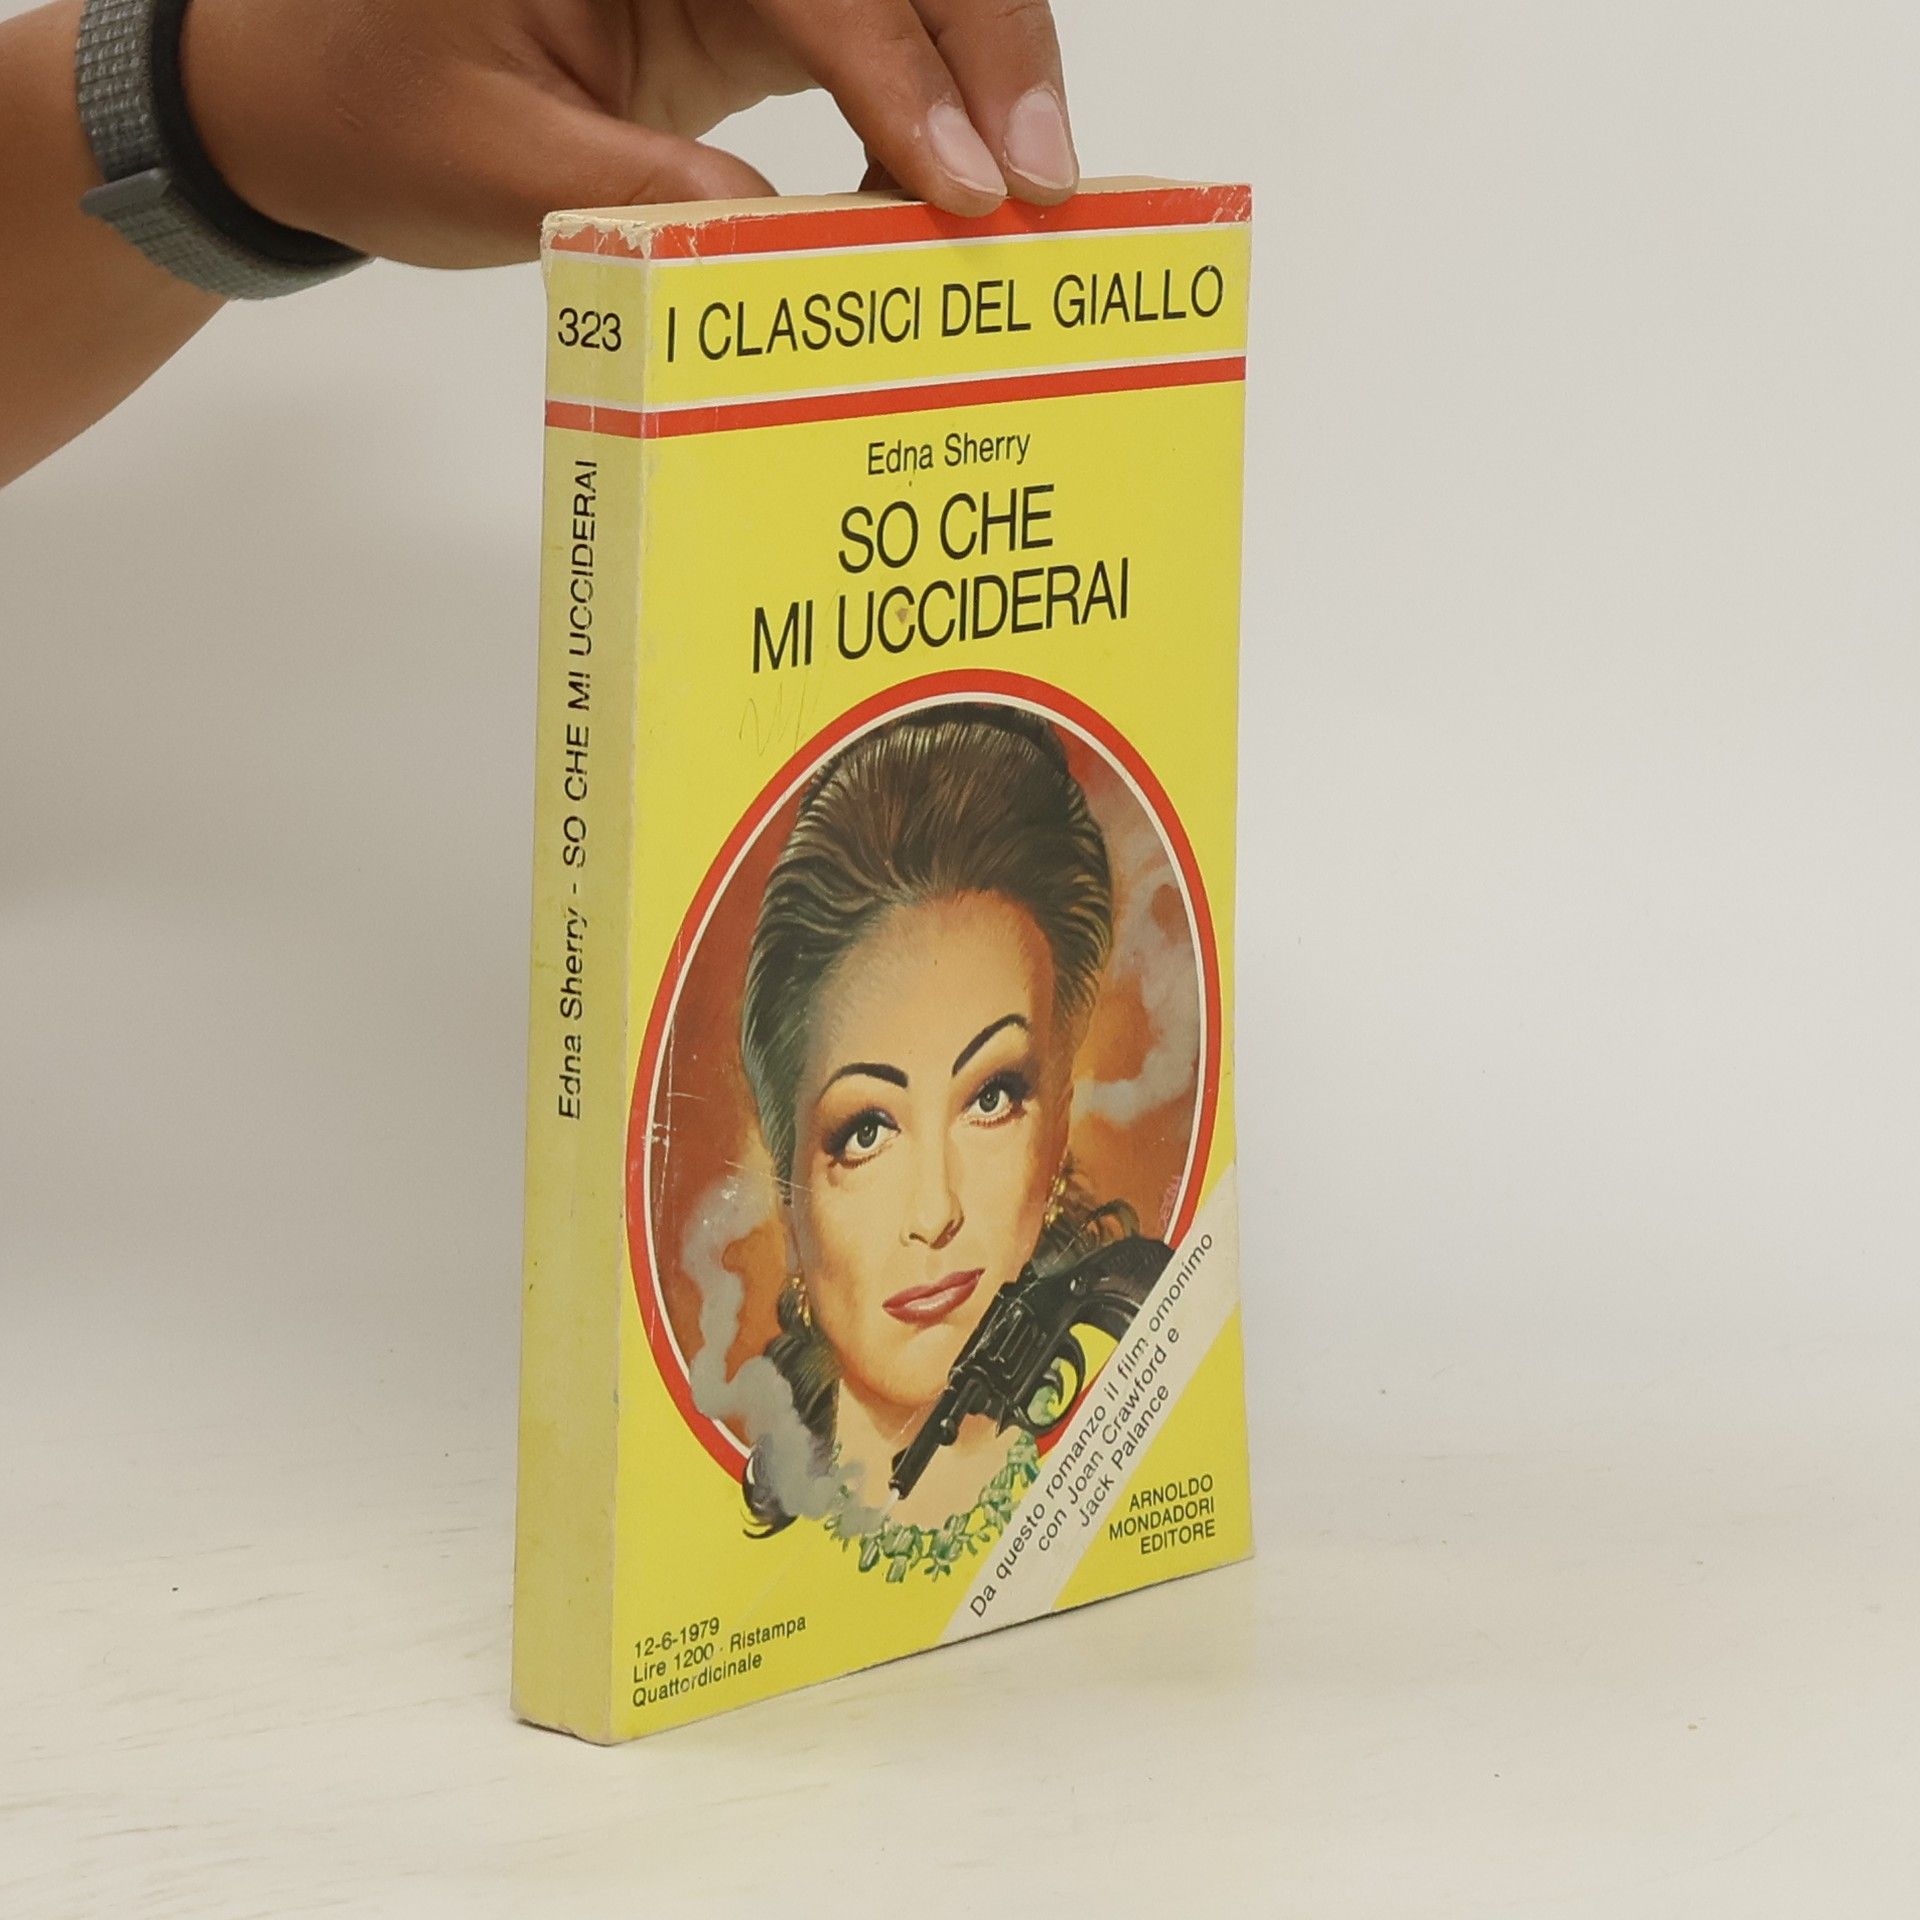 323
I CLASSICI DEL GIALLO
Edna Sherry - SO CHE MI UCCIDERAI
Edna Sherry
SO CHE
MI UCCIDERAI
Da questo romanzo il film omonimo
con Joan Crawford e
Jack Palance
ARNOLDO
MONDADORI
EDITORE
12-6-1979
Lire 1200 - Ristampa
Quattordicinale